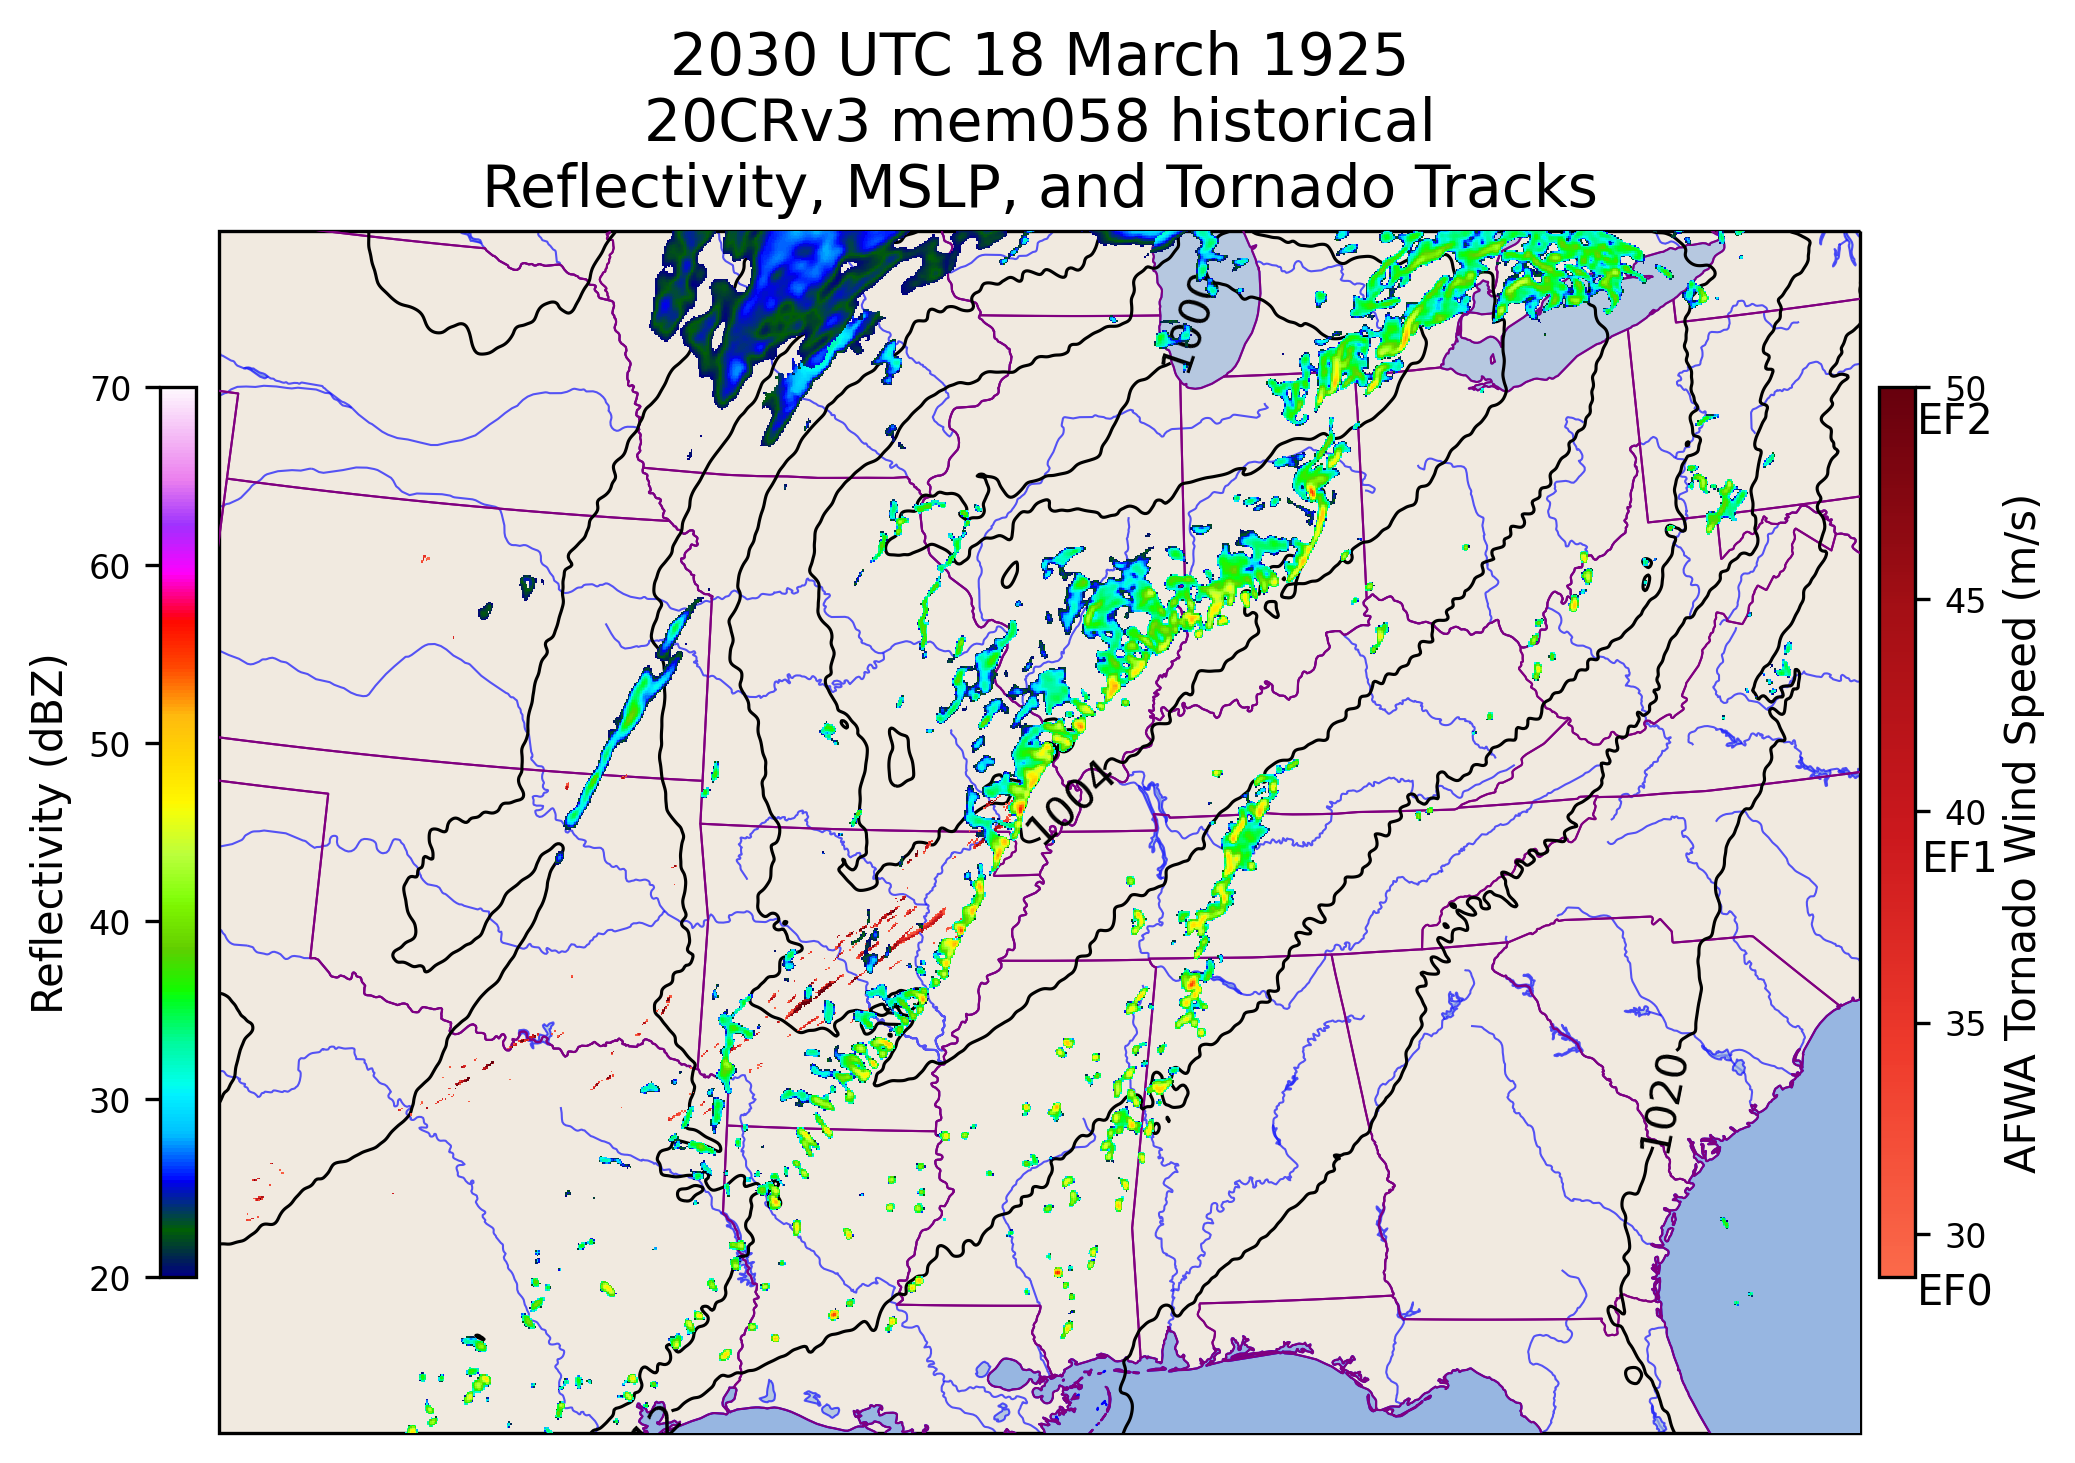 2030 UTC 18 March 1925
20CRv3 mem058 historical
Reflectivity, MSLP, and Tornado Tracks
Reflectivity (dBZ)
70
60
50
40
30
20
1000
1004
1020
50
EF2
45
40
EF1
35
30
EF0
AFWA Tornado Wind Speed (m/s)